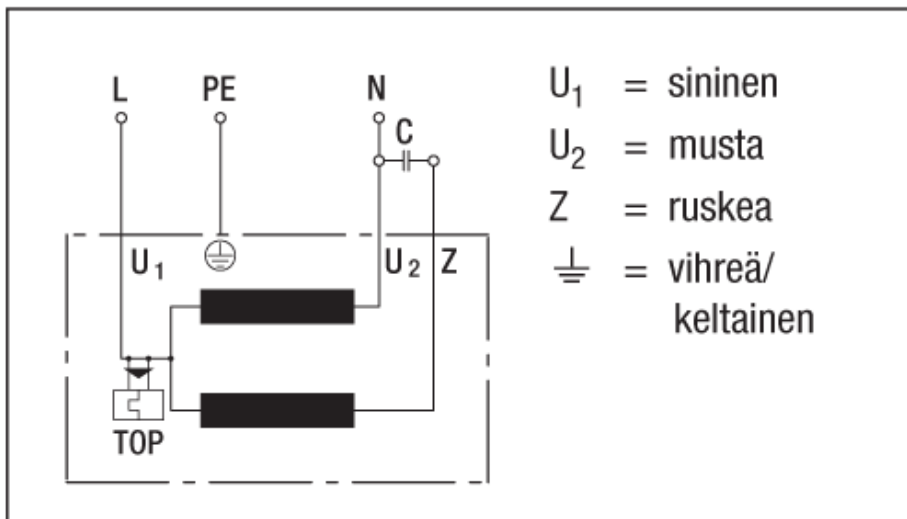 L PE N
C
U₁ U₂ Z
TOP
U₁ = sininen
U₂ = musta
Z = ruskea
⏚ = vihreä/
keltainen